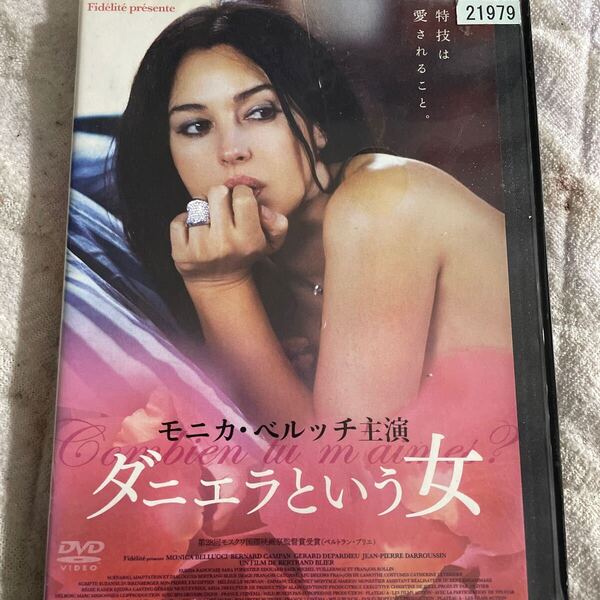 Fidélité présente
21979
特技は
愛されること。
モニカ・ベルッチ主演
Combien tu m'aimes?
ダニエラという女
第28回モスクワ国際映画祭監督賞受賞(ベルトラン・ブリエ)
DVD
VIDEO
Fidélité présente MONICA BELLUCCI BERNARD CAMPAN GERARD DEPARDIEU JEAN-PIERRE DARROUSSIN
UN FILM DE BERTRAND BLIER